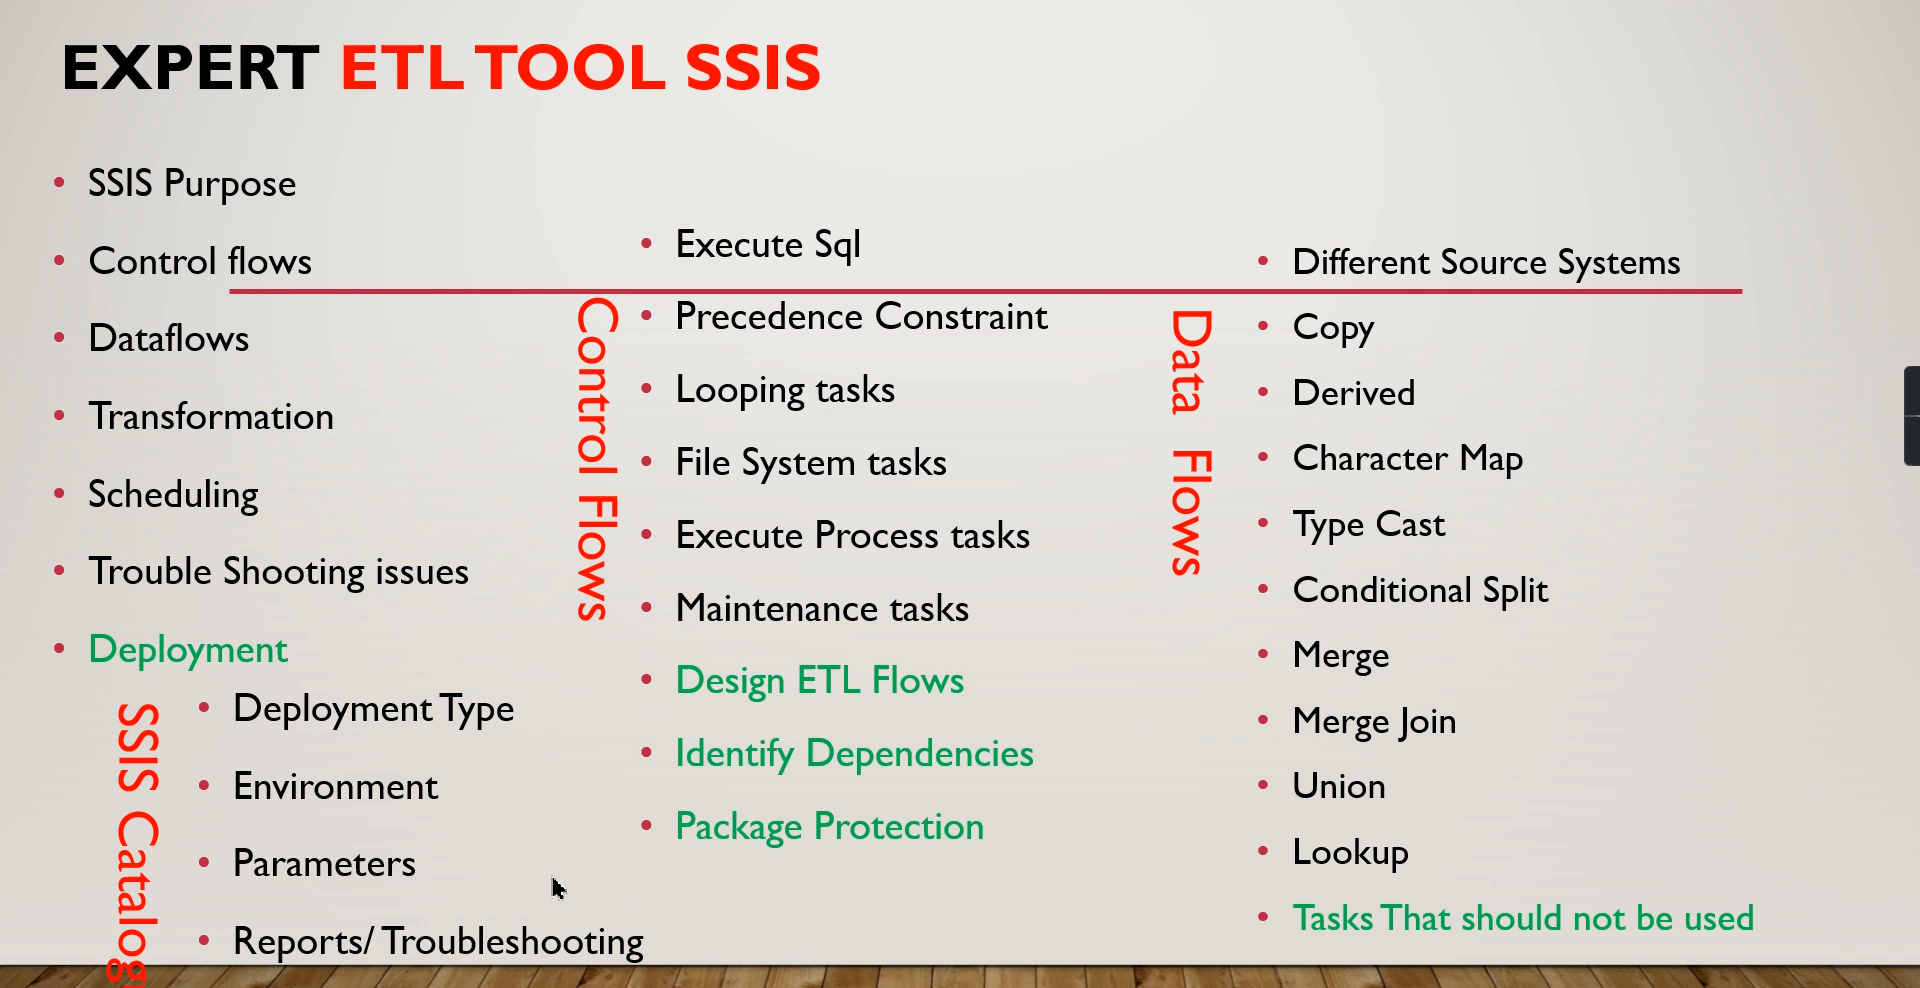 EXPERT ETL TOOL SSIS
SSIS Purpose
Control flows
Dataflows
Transformation
Scheduling
Trouble Shooting issues
Deployment
SSIS Catalog
Deployment Type
Environment
Parameters
Reports/ Troubleshooting
Control Flows
Execute Sql
Precedence Constraint
Looping tasks
File System tasks
Execute Process tasks
Maintenance tasks
Design ETL Flows
Identify Dependencies
Package Protection
Data Flows
Different Source Systems
Copy
Derived
Character Map
Type Cast
Conditional Split
Merge
Merge Join
Union
Lookup
Tasks That should not be used